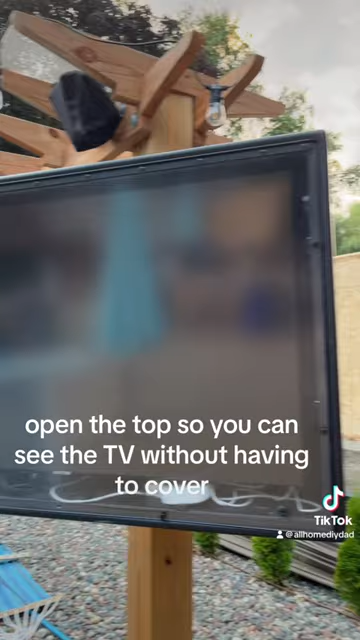 open the top so you can
see the TV without having
to cover
TikTok
@allhomediydad